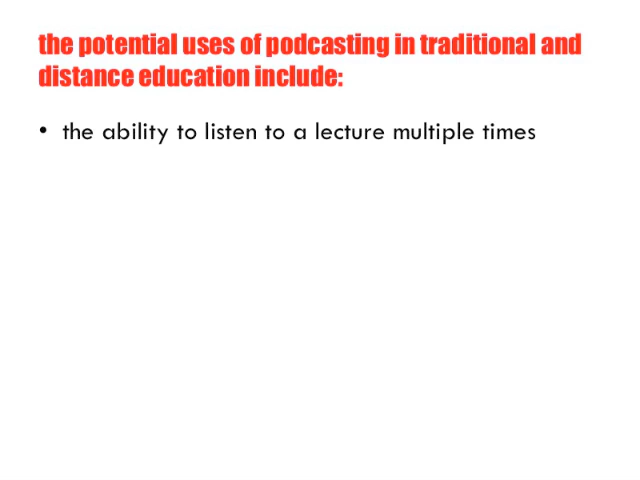 the potential uses of podcasting in traditional and
distance education include:
• the ability to listen to a lecture multiple times